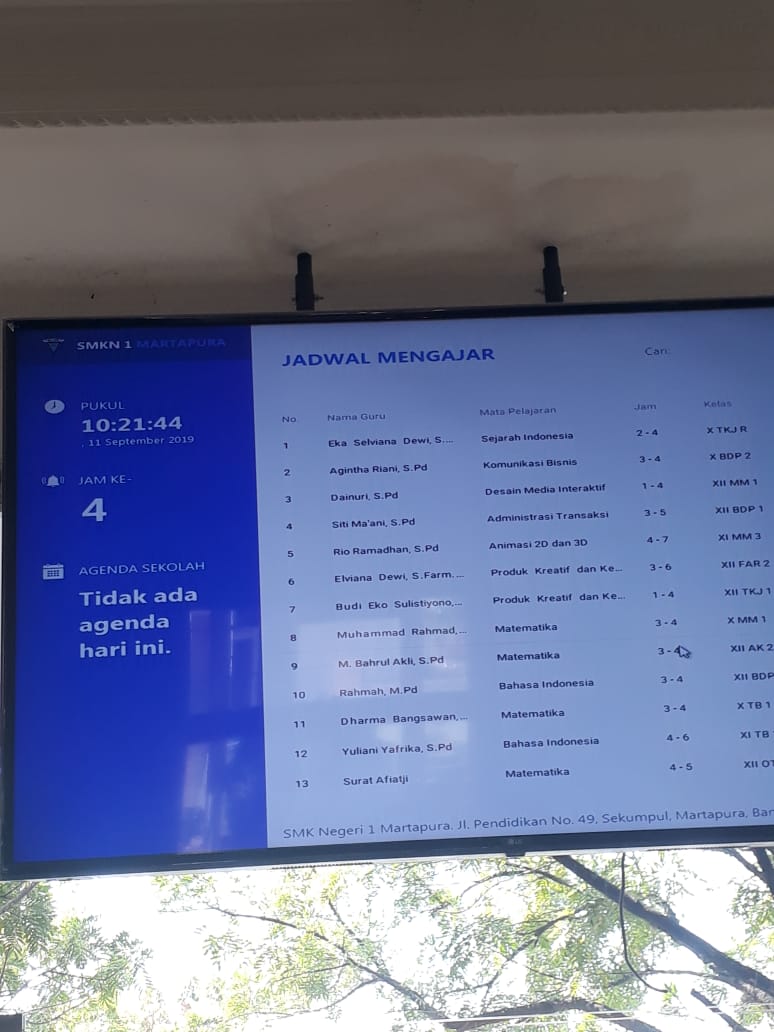 SMKN 1 MARTAPURA
PUKUL
10:21:44
, 11 September 2019
JAM KE-
4
AGENDA SEKOLAH
Tidak ada
agenda
hari ini.
JADWAL MENGAJAR
Cari:
No. Nama Guru Mata Pelajaran Jam Kelas
1 Eka Selviana Dewi, S.... Sejarah Indonesia 2 - 4 X TKJ R
2 Agintha Riani, S.Pd Komunikasi Bisnis 3 - 4 X BDP 2
3 Dainuri, S.Pd Desain Media Interaktif 1 - 4 XII MM 1
4 Siti Ma'ani, S.Pd Administrasi Transaksi 3 - 5 XII BDP 1
5 Rio Ramadhan, S.Pd Animasi 2D dan 3D 4 - 7 XI MM 3
6 Elviana Dewi, S.Farm.... Produk Kreatif dan Ke... 3 - 6 XII FAR 2
7 Budi Eko Sulistiyono,... Produk Kreatif dan Ke... 1 - 4 XII TKJ 1
8 Muhammad Rahmad,... Matematika 3 - 4 X MM 1
9 M. Bahrul Akli, S.Pd Matematika 3 - 4 XII AK 2
10 Rahmah, M.Pd Bahasa Indonesia 3 - 4 XII BDP
11 Dharma Bangsawan,... Matematika 3 - 4 X TB 1
12 Yuliani Yafrika, S.Pd Bahasa Indonesia 4 - 6 XI TB
13 Surat Afiatji Matematika 4 - 5 XII OT
SMK Negeri 1 Martapura. Jl. Pendidikan No. 49, Sekumpul, Martapura, Ban
LG